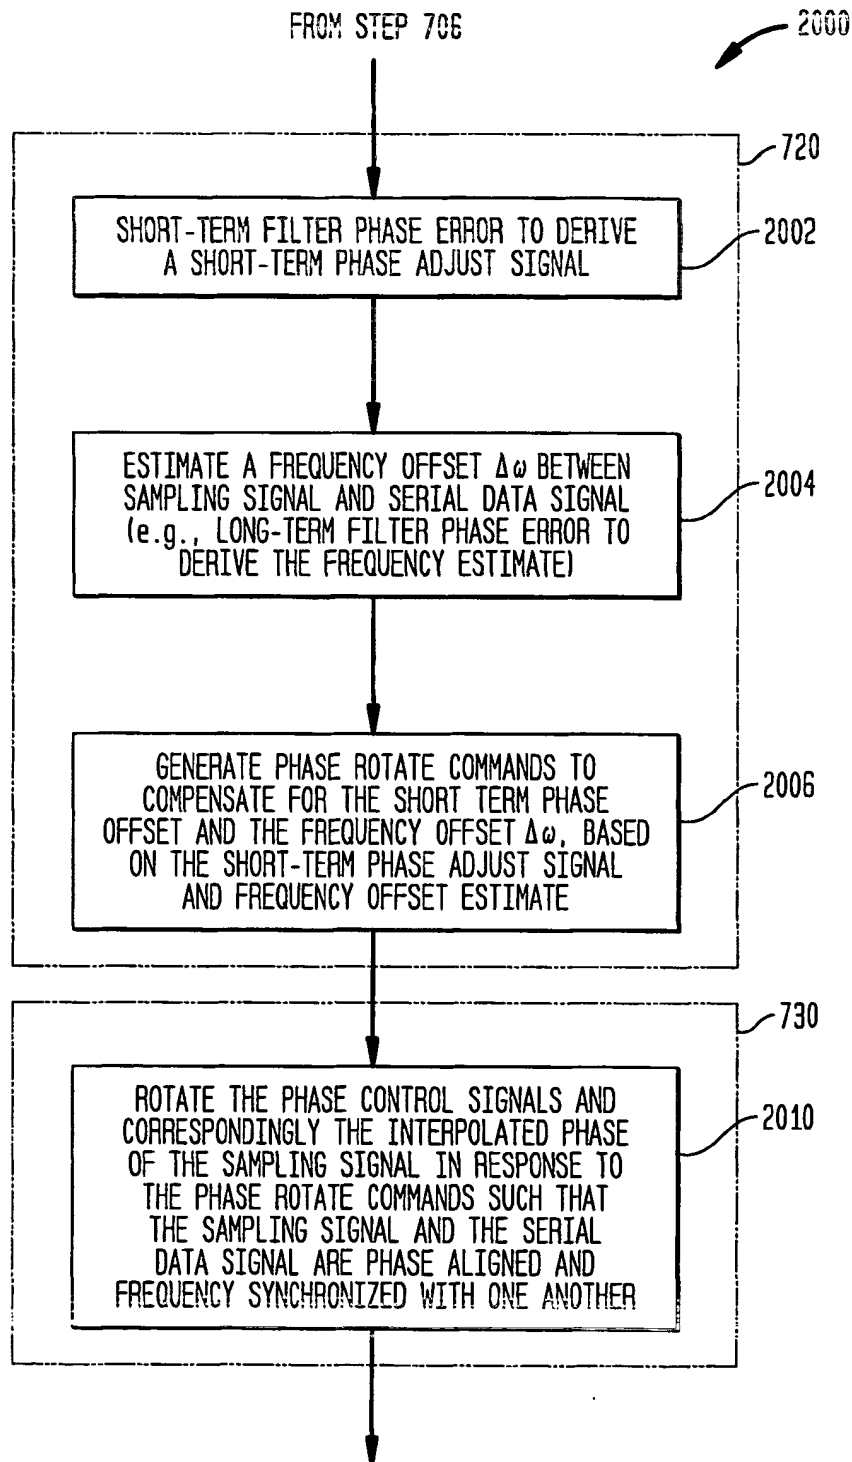 FROM STEP 706
2000
720
SHORT-TERM FILTER PHASE ERROR TO DERIVE
A SHORT-TERM PHASE ADJUST SIGNAL
2002
ESTIMATE A FREQUENCY OFFSET Δω BETWEEN
SAMPLING SIGNAL AND SERIAL DATA SIGNAL
(e.g., LONG-TERM FILTER PHASE ERROR TO
DERIVE THE FREQUENCY ESTIMATE)
2004
GENERATE PHASE ROTATE COMMANDS TO
COMPENSATE FOR THE SHORT TERM PHASE
OFFSET AND THE FREQUENCY OFFSET Δω, BASED
ON THE SHORT-TERM PHASE ADJUST SIGNAL
AND FREQUENCY OFFSET ESTIMATE
2006
730
ROTATE THE PHASE CONTROL SIGNALS AND
CORRESPONDINGLY THE INTERPOLATED PHASE
OF THE SAMPLING SIGNAL IN RESPONSE TO
THE PHASE ROTATE COMMANDS SUCH THAT
THE SAMPLING SIGNAL AND THE SERIAL
DATA SIGNAL ARE PHASE ALIGNED AND
FREQUENCY SYNCHRONIZED WITH ONE ANOTHER
2010